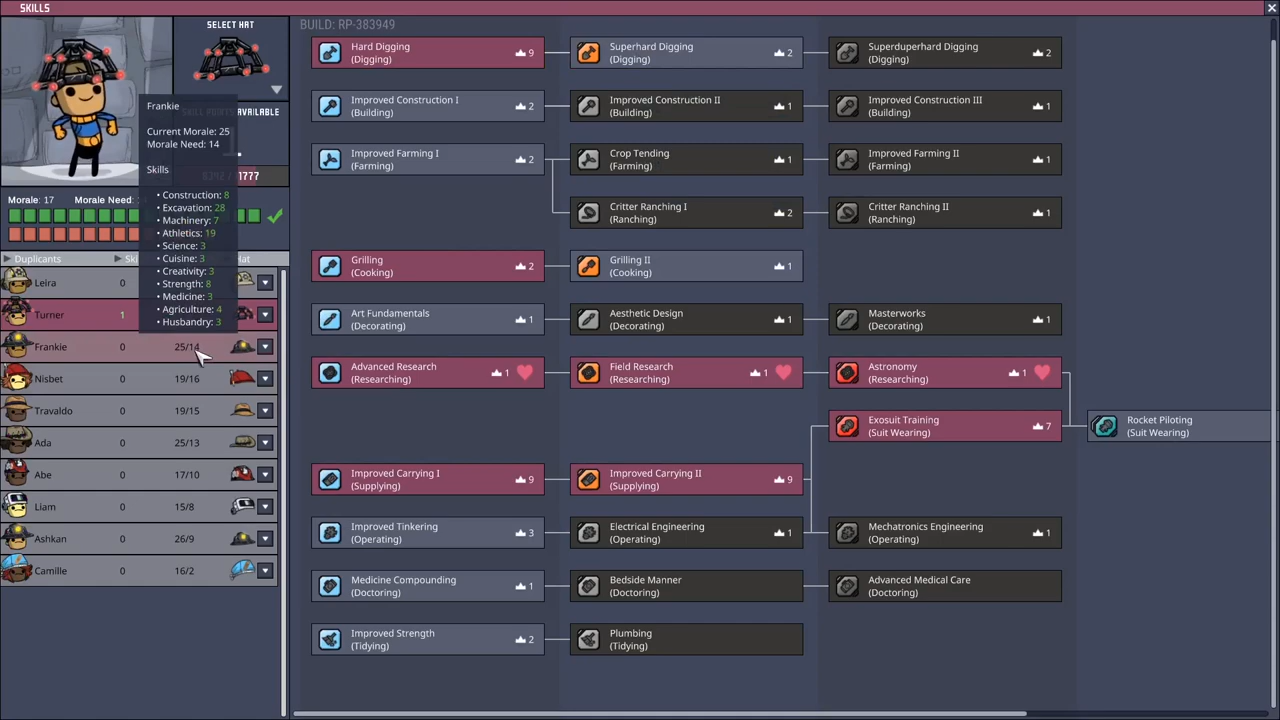 SKILLS
BUILD: RP-383949
SELECT HAT
Frankie
Current Morale: 25
Morale Need: 14
Skills
• Construction: 8
• Excavation: 28
• Machinery: 7
• Athletics: 19
• Science: 3
• Cuisine: 3
• Creativity: 3
• Strength: 8
• Medicine: 3
• Agriculture: 4
• Husbandry: 3
AVAILABLE
Morale: 17
Morale Need:
Duplicants
Leira 0
Turner 1
Frankie 0 25/14
Nisbet 0 19/16
Travaldo 0 19/15
Ada 0 25/13
Abe 0 17/10
Liam 0 15/8
Ashkan 0 26/9
Camille 0 16/2
Hard Digging
(Digging)
9
Superhard Digging
(Digging)
2
Superduperhard Digging
(Digging)
2
Improved Construction I
(Building)
2
Improved Construction II
(Building)
1
Improved Construction III
(Building)
1
Improved Farming I
(Farming)
2
Crop Tending
(Farming)
1
Improved Farming II
(Farming)
1
Critter Ranching I
(Ranching)
2
Critter Ranching II
(Ranching)
1
Grilling
(Cooking)
2
Grilling II
(Cooking)
1
Art Fundamentals
(Decorating)
1
Aesthetic Design
(Decorating)
1
Masterworks
(Decorating)
1
Advanced Research
(Researching)
1
Field Research
(Researching)
1
Astronomy
(Researching)
1
Exosuit Training
(Suit Wearing)
7
Rocket Piloting
(Suit Wearing)
Improved Carrying I
(Supplying)
9
Improved Carrying II
(Supplying)
9
Improved Tinkering
(Operating)
3
Electrical Engineering
(Operating)
1
Mechatronics Engineering
(Operating)
1
Medicine Compounding
(Doctoring)
1
Bedside Manner
(Doctoring)
Advanced Medical Care
(Doctoring)
Improved Strength
(Tidying)
2
Plumbing
(Tidying)